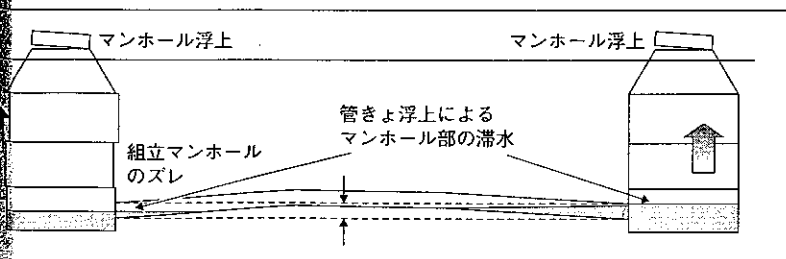 マンホール浮上
マンホール浮上
管きょ浮上による
マンホール部の滞水
組立マンホール
のズレ